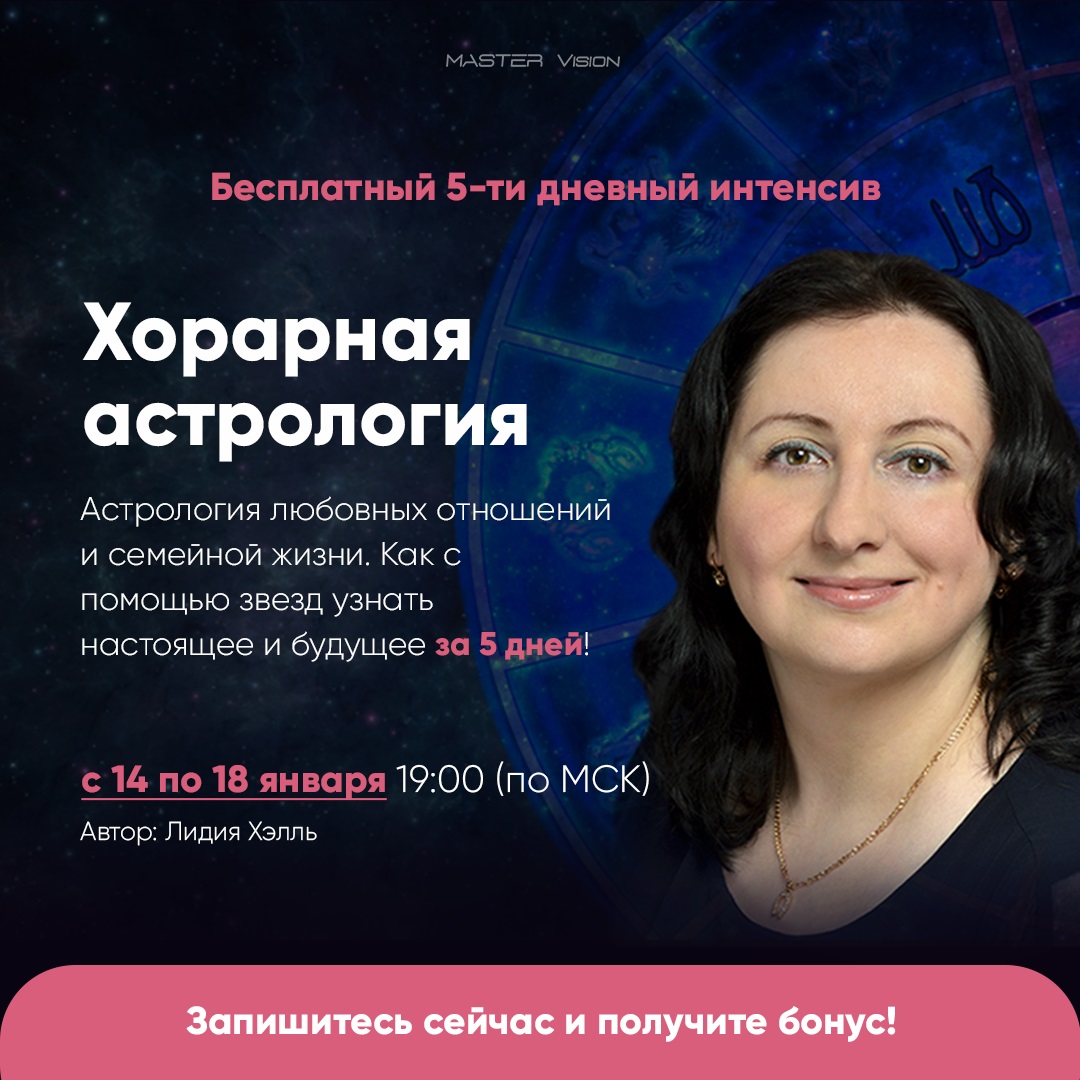 MASTER Vision
Бесплатный 5-ти дневный интенсив
Хорарная
астрология
Астрология любовных отношений
и семейной жизни. Как с
помощью звезд узнать
настоящее и будущее за 5 дней!
с 14 по 18 января 19:00 (по МСК)
Автор: Лидия Хэлль
Запишитесь сейчас и получите бонус!